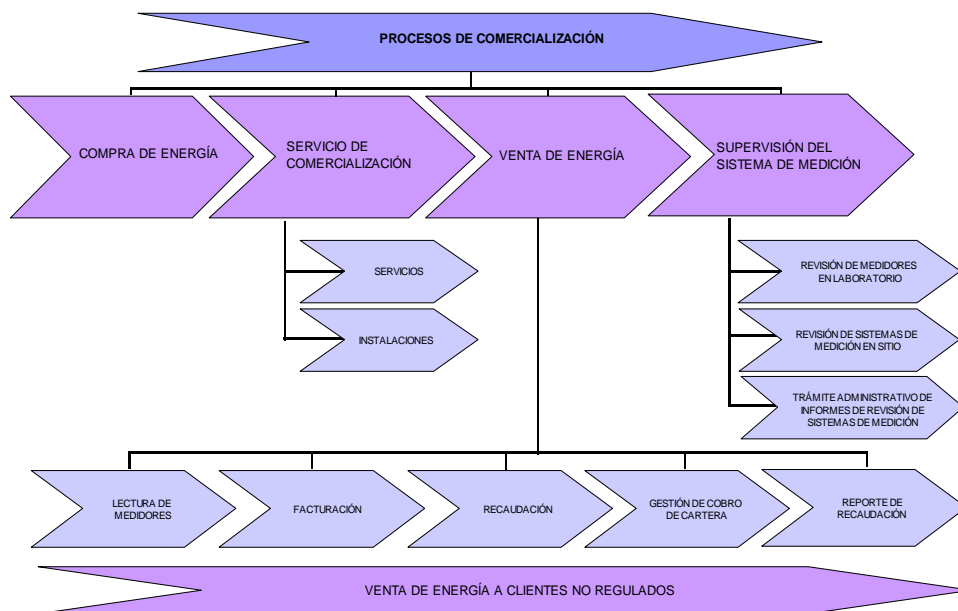 PROCESOS DE COMERCIALIZACIÓN
COMPRA DE ENERGÍA
SERVICIO DE
COMERCIALIZACIÓN
VENTA DE ENERGÍA
SUPERVISIÓN DEL
SISTEMA DE MEDICIÓN
SERVICIOS
INSTALACIONES
REVISIÓN DE MEDIDORES
EN LABORATORIO
REVISIÓN DE SISTEMAS DE
MEDICIÓN EN SITIO
TRÁMITE ADMINISTRATIVO DE
INFORMES DE REVISIÓN DE
SISTEMAS DE MEDICIÓN
LECTURA DE
MEDIDORES
FACTURACIÓN
RECAUDACIÓN
GESTIÓN DE COBRO
DE CARTERA
REPORTE DE
RECAUDACIÓN
VENTA DE ENERGÍA A CLIENTES NO REGULADOS